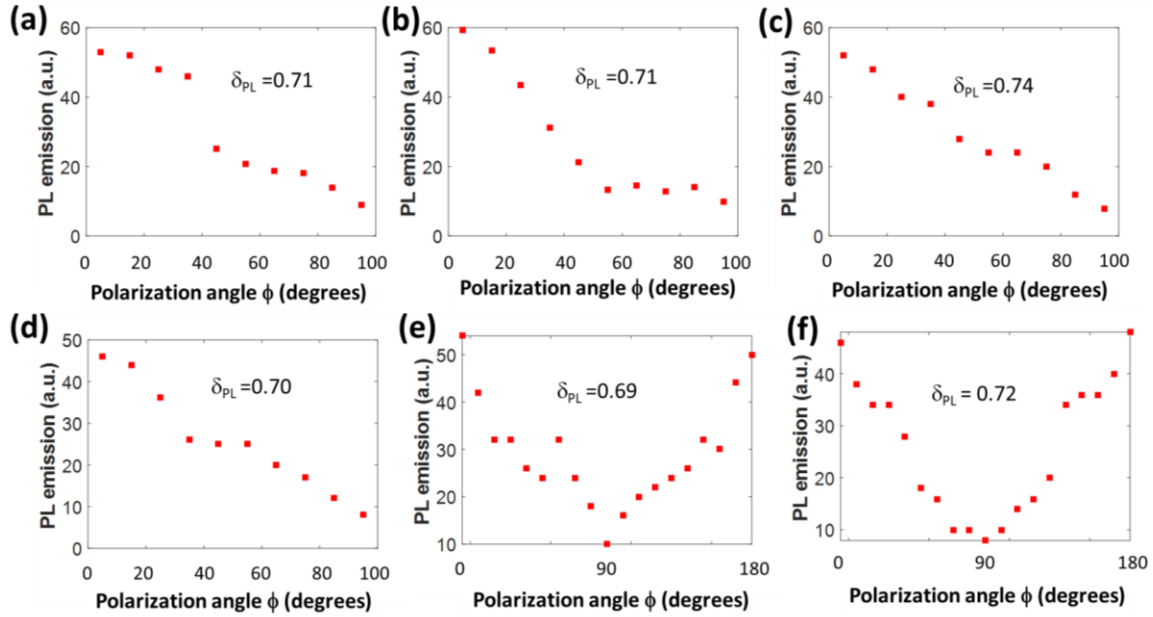 (a)
PL emission (a.u.)
60
40
20
0
δPL =0.71
0 20 40 60 80 100
Polarization angle ϕ (degrees)
(b)
PL emission (a.u.)
60
40
20
0
δPL =0.71
0 20 40 60 80 100
Polarization angle ϕ (degrees)
(c)
PL emission (a.u.)
60
40
20
0
δPL =0.74
0 20 40 60 80 100
Polarization angle ϕ (degrees)
(d)
PL emission (a.u.)
50
40
30
20
10
0
δPL =0.70
0 20 40 60 80 100
Polarization angle ϕ (degrees)
(e)
PL emission (a.u.)
50
40
30
20
10
δPL =0.69
0 90 180
Polarization angle ϕ (degrees)
(f)
PL emission (a.u.)
40
30
20
10
δPL = 0.72
0 90 180
Polarization angle ϕ (degrees)